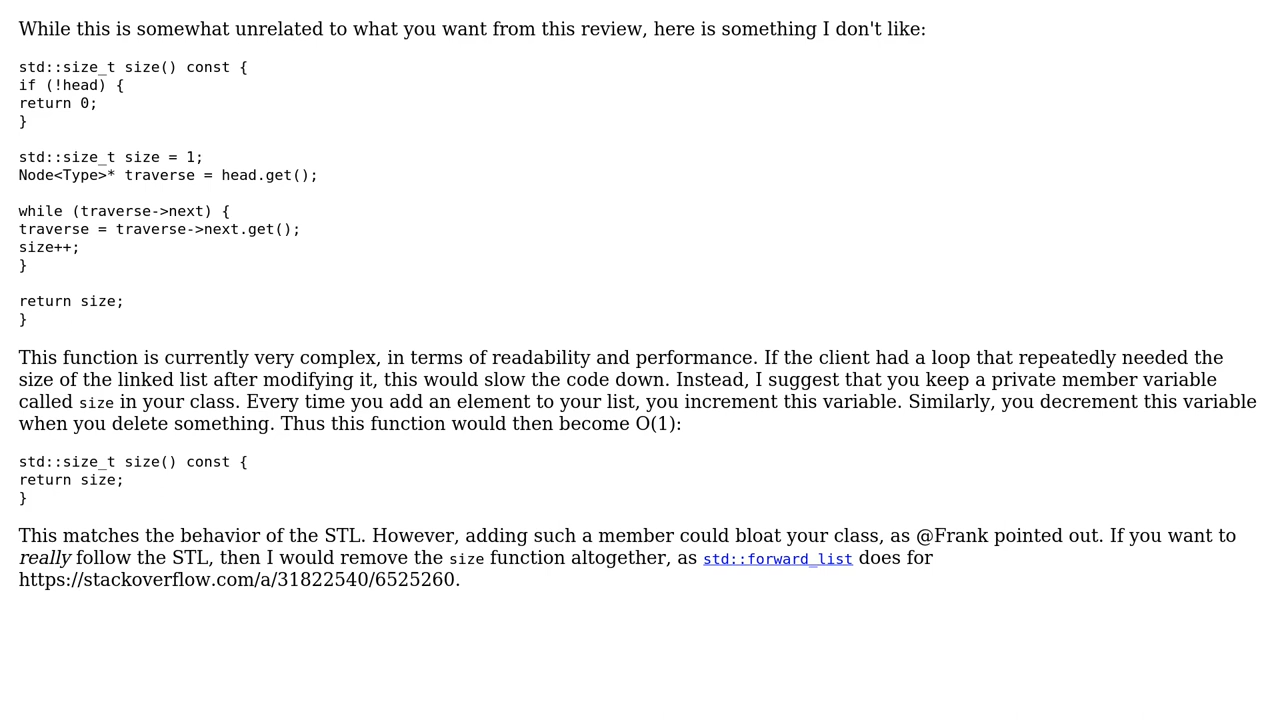 While this is somewhat unrelated to what you want from this review, here is something I don't like:
std::size_t size() const {
if (!head) {
return 0;
}
std::size_t size = 1;
Node<Type>* traverse = head.get();
while (traverse->next) {
traverse = traverse->next.get();
size++;
}
return size;
}
This function is currently very complex, in terms of readability and performance. If the client had a loop that repeatedly needed the
size of the linked list after modifying it, this would slow the code down. Instead, I suggest that you keep a private member variable
called size in your class. Every time you add an element to your list, you increment this variable. Similarly, you decrement this variable
when you delete something. Thus this function would then become O(1):
std::size_t size() const {
return size;
}
This matches the behavior of the STL. However, adding such a member could bloat your class, as @Frank pointed out. If you want to
really follow the STL, then I would remove the size function altogether, as std::forward_list does for
https://stackoverflow.com/a/31822540/6525260.